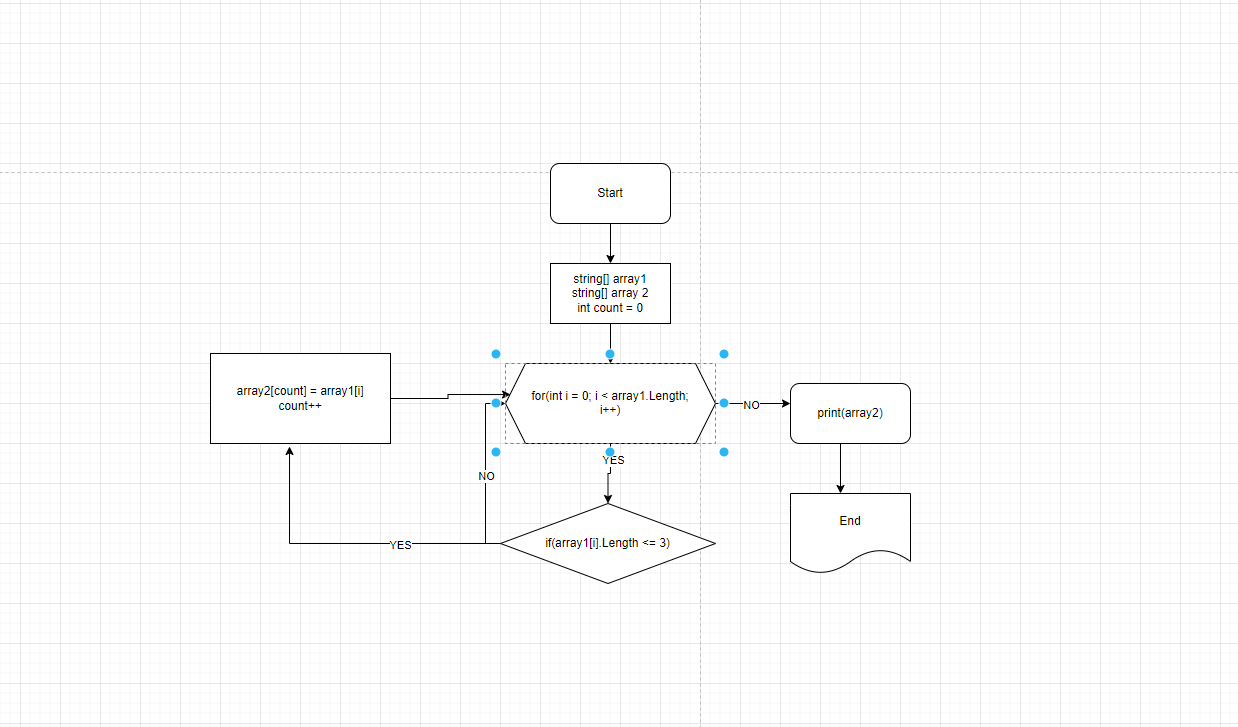 Start
string[] array1
string[] array 2
int count = 0
array2[count] = array1[i]
count++
for(int i = 0; i < array1.Length;
i++)
NO
print(array2)
YES
NO
End
if(array1[i].Length <= 3)
YES